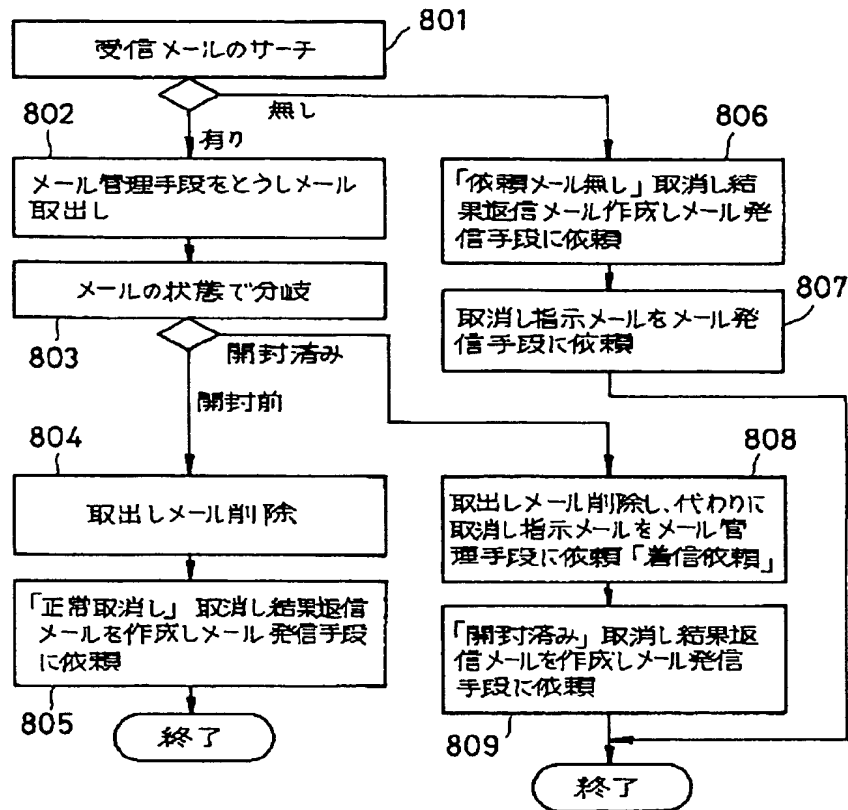 801
受信メールのサーチ
無し
802
有り
メール管理手段をとうしメール
取出し
メールの状態で分岐
803
開封済み
開封前
804
取出しメール削除
「正常取消し」取消し結果返信
メールを作成しメール発信手段
に依頼
805
終了
806
「依頼メール無し」取消し結
果返信メール作成しメール発
信手段に依頼
807
取消し指示メールをメール発
信手段に依頼
808
取出しメール削除し、代わりに
取消し指示メールをメール管
理手段に依頼「着信依頼」
「開封済み」取消し結果返
信メールを作成しメール発信
手段に依頼
809
終了